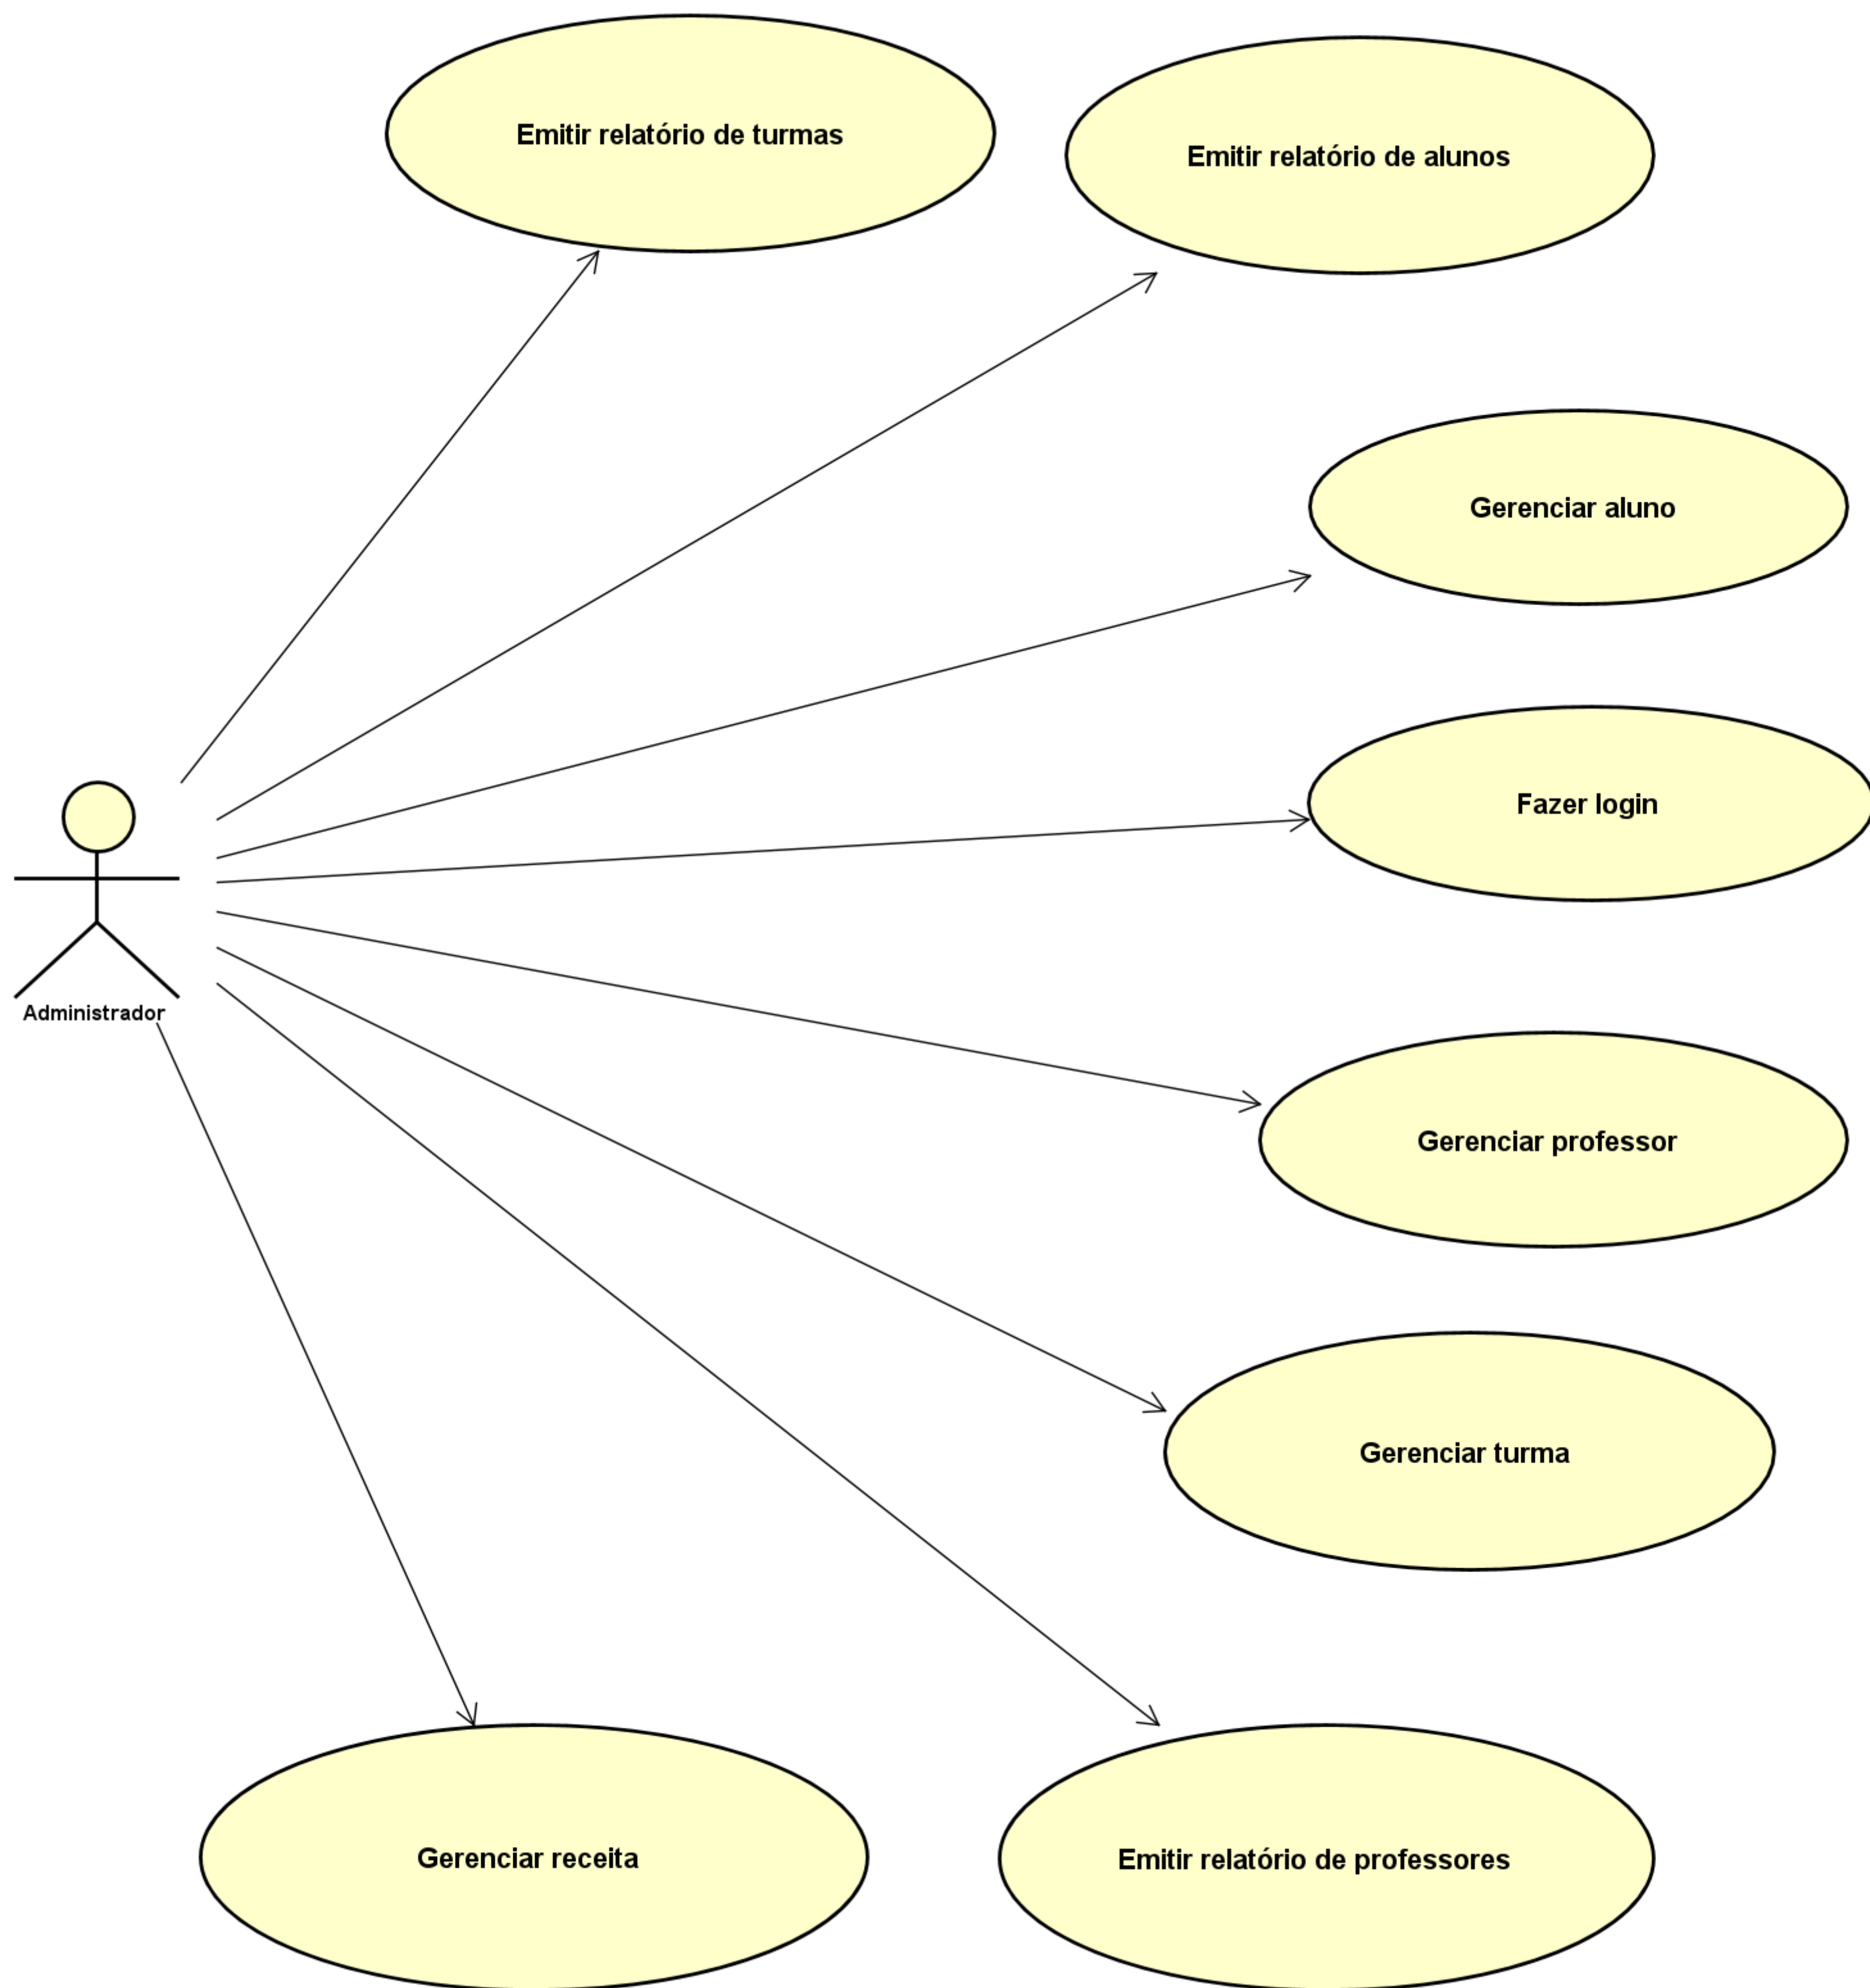 Emitir relatório de turmas
Emitir relatório de alunos
Gerenciar aluno
Fazer login
Administrador
Gerenciar professor
Gerenciar turma
Gerenciar receita
Emitir relatório de professores